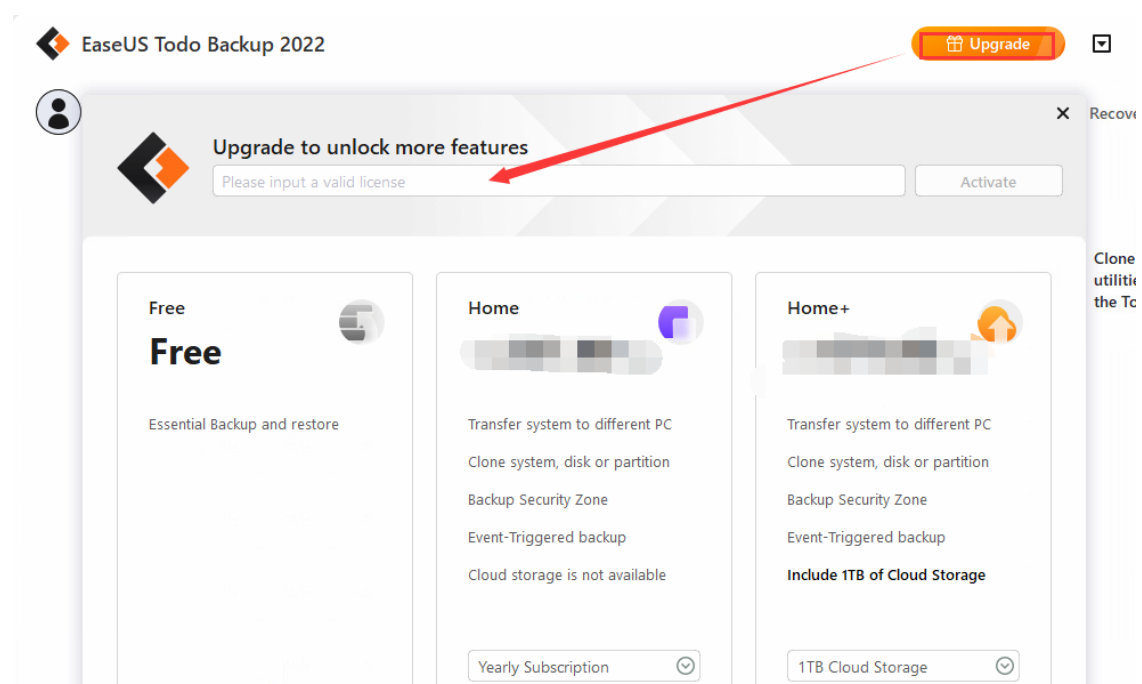 EaseUS Todo Backup 2022
Upgrade
Recove
Upgrade to unlock more features
Please input a valid license
Activate
Clone
utilitie
the To
Free
Free
Essential Backup and restore
Home
Transfer system to different PC
Clone system, disk or partition
Backup Security Zone
Event-Triggered backup
Cloud storage is not available
Yearly Subscription
Home+
Transfer system to different PC
Clone system, disk or partition
Backup Security Zone
Event-Triggered backup
Include 1TB of Cloud Storage
1TB Cloud Storage